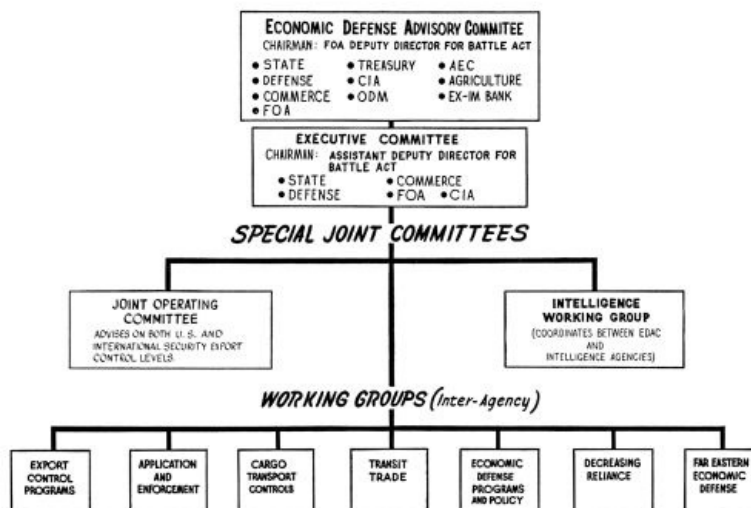 ECONOMIC DEFENSE ADVISORY COMMITTEE
CHAIRMAN: FOA DEPUTY DIRECTOR FOR BATTLE ACT
• STATE • TREASURY • AEC
• DEFENSE • CIA • AGRICULTURE
• COMMERCE • ODM • EX-IM BANK
• FOA
EXECUTIVE COMMITTEE
CHAIRMAN: ASSISTANT DEPUTY DIRECTOR FOR
BATTLE ACT
• STATE • COMMERCE
• DEFENSE • FOA • CIA
SPECIAL JOINT COMMITTEES
JOINT OPERATING
COMMITTEE
ADVISES ON BOTH U.S. AND
INTERNATIONAL SECURITY EXPORT
CONTROL LEVELS.
INTELLIGENCE
WORKING GROUP
(COORDINATES BETWEEN EDAC
AND
INTELLIGENCE AGENCIES)
WORKING GROUPS (Inter-Agency)
EXPORT
CONTROL
PROGRAMS
APPLICATION
AND
ENFORCEMENT
CARGO
TRANSPORT
CONTROLS
TRANSIT
TRADE
ECONOMIC
DEFENSE
PROGRAMS
AND POLICY
DECREASING
RELIANCE
FAR EASTERN
ECONOMIC
DEFENSE